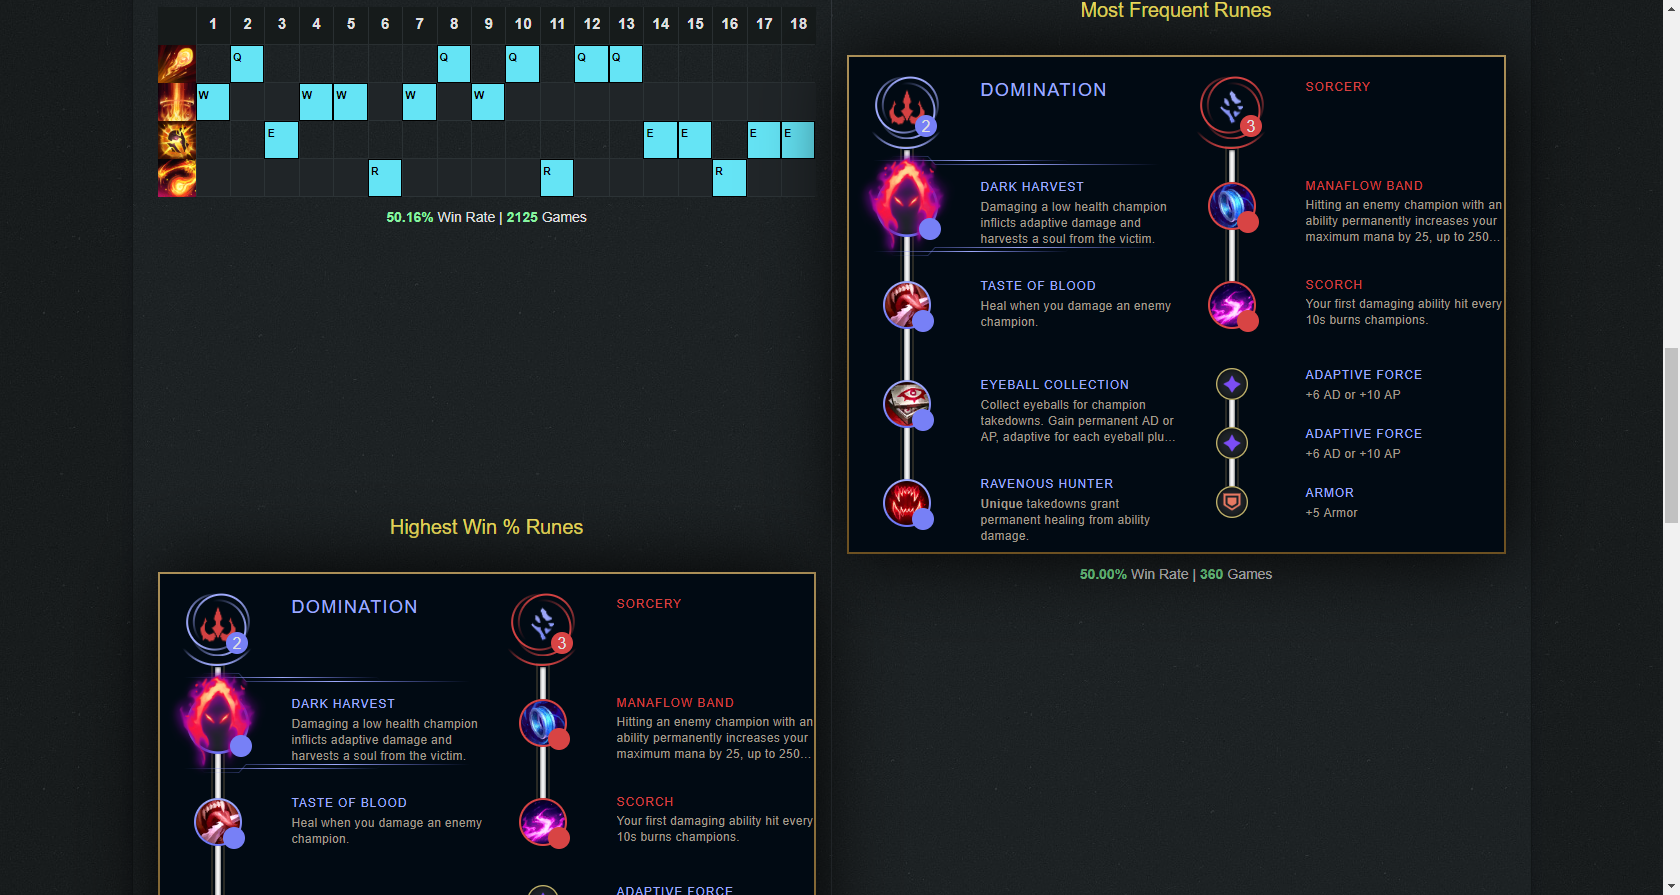 1 2 3 4 5 6 7 8 9 10 11 12 13 14 15 16 17 18
Q Q Q Q Q
W W W W W
E E E E E
R R R
50.16% Win Rate | 2125 Games
Most Frequent Runes
2
DOMINATION
3
SORCERY
DARK HARVEST
Damaging a low health champion
inflicts adaptive damage and
harvests a soul from the victim.
MANAFLOW BAND
Hitting an enemy champion with an
ability permanently increases your
maximum mana by 25, up to 250...
TASTE OF BLOOD
Heal when you damage an enemy
champion.
SCORCH
Your first damaging ability hit every
10s burns champions.
EYEBALL COLLECTION
Collect eyeballs for champion
takedowns. Gain permanent AD or
AP, adaptive for each eyeball plu...
RAVENOUS HUNTER
Unique takedowns grant
permanent healing from ability
damage.
ADAPTIVE FORCE
+6 AD or +10 AP
ADAPTIVE FORCE
+6 AD or +10 AP
ARMOR
+5 Armor
50.00% Win Rate | 360 Games
Highest Win % Runes
2
DOMINATION
3
SORCERY
DARK HARVEST
Damaging a low health champion
inflicts adaptive damage and
harvests a soul from the victim.
MANAFLOW BAND
Hitting an enemy champion with an
ability permanently increases your
maximum mana by 25, up to 250...
TASTE OF BLOOD
Heal when you damage an enemy
champion.
SCORCH
Your first damaging ability hit every
10s burns champions.
ADAPTIVE FORCE